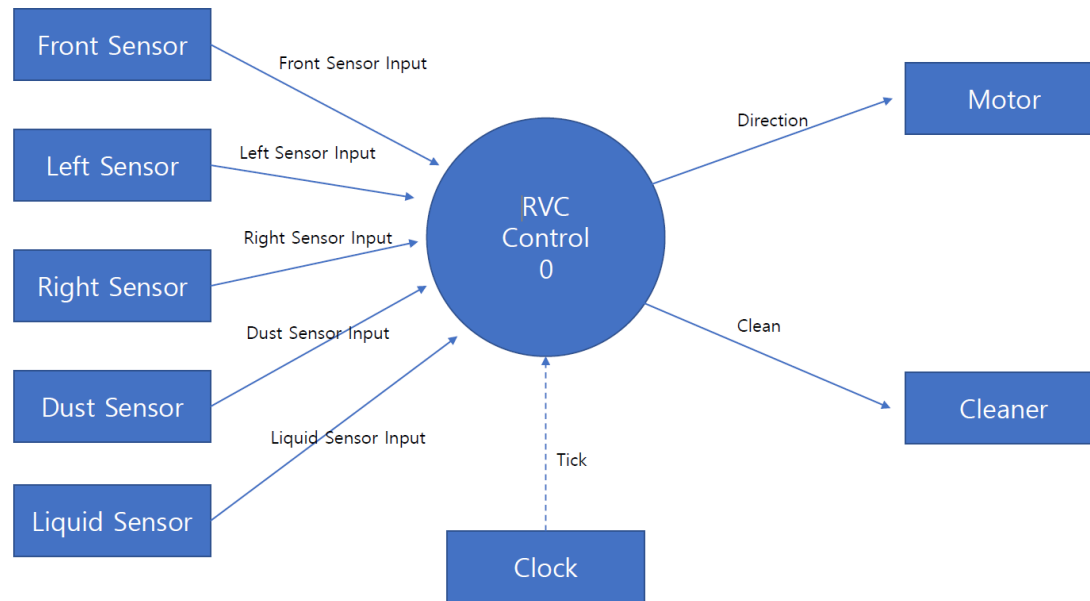 Front Sensor
Front Sensor Input
Motor
Direction
Left Sensor
Left Sensor Input
RVC
Control
0
Right Sensor Input
Right Sensor
Dust Sensor Input
Clean
Dust Sensor
Cleaner
Liquid Sensor Input
Tick
Liquid Sensor
Clock